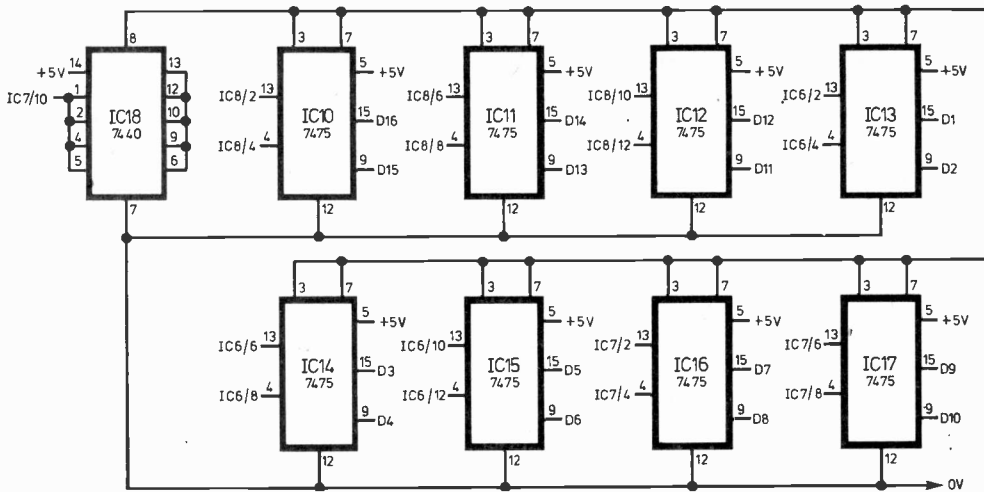 8 3 7 3 7 3 7 3 7
14 +5V 13 5 +5V 5 +5V 5 +5V 5 +5V
IC7/10 1 12 IC8/2 13 IC8/6 13 IC8/10 13 IC6/2 13
2 IC18 7440 10 IC10 7475 15 D16 IC11 7475 15 D14 IC12 7475 15 D12 IC13 7475 15 D1
4 9 IC8/4 4 IC8/8 4 IC8/12 4 IC6/4 4
5 6 9 D15 9 D13 9 D11 9 D2
7 12 12 12 12
3 7 3 7 3 7 3 7
5 +5V 5 +5V 5 +5V 5 +5V
IC6/6 13 IC6/10 13 IC7/2 13 IC7/6 13
IC14 7475 15 D3 IC15 7475 15 D5 IC16 7475 15 D7 IC17 7475 15 D9
IC6/8 4 IC6/12 4 IC7/4 4 IC7/8 4
9 D4 9 D6 9 D8 9 D10
12 12 12 12
0V